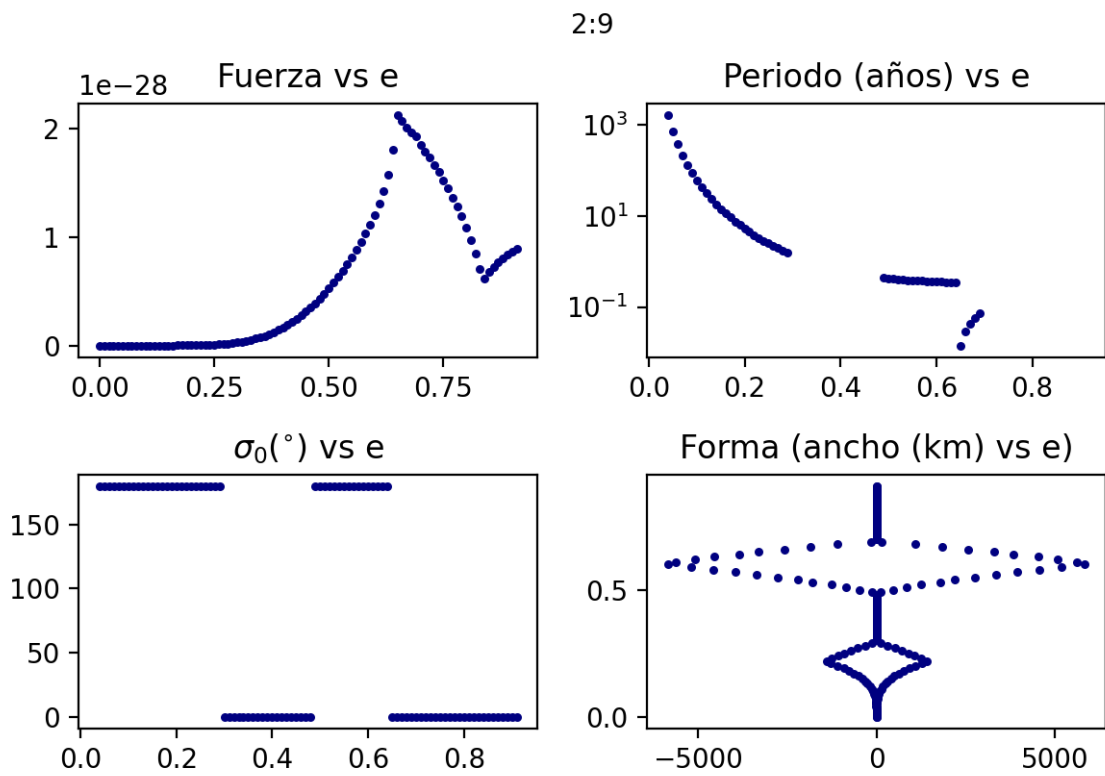 2:9
Fuerza vs e
1e−28
2
1
0
0.00 0.25 0.50 0.75
Periodo (años) vs e
10³
10¹
10⁻¹
0.0 0.2 0.4 0.6 0.8
σ₀(°) vs e
150
100
50
0
0.0 0.2 0.4 0.6 0.8
Forma (ancho (km) vs e)
0.5
0.0
−5000 0 5000